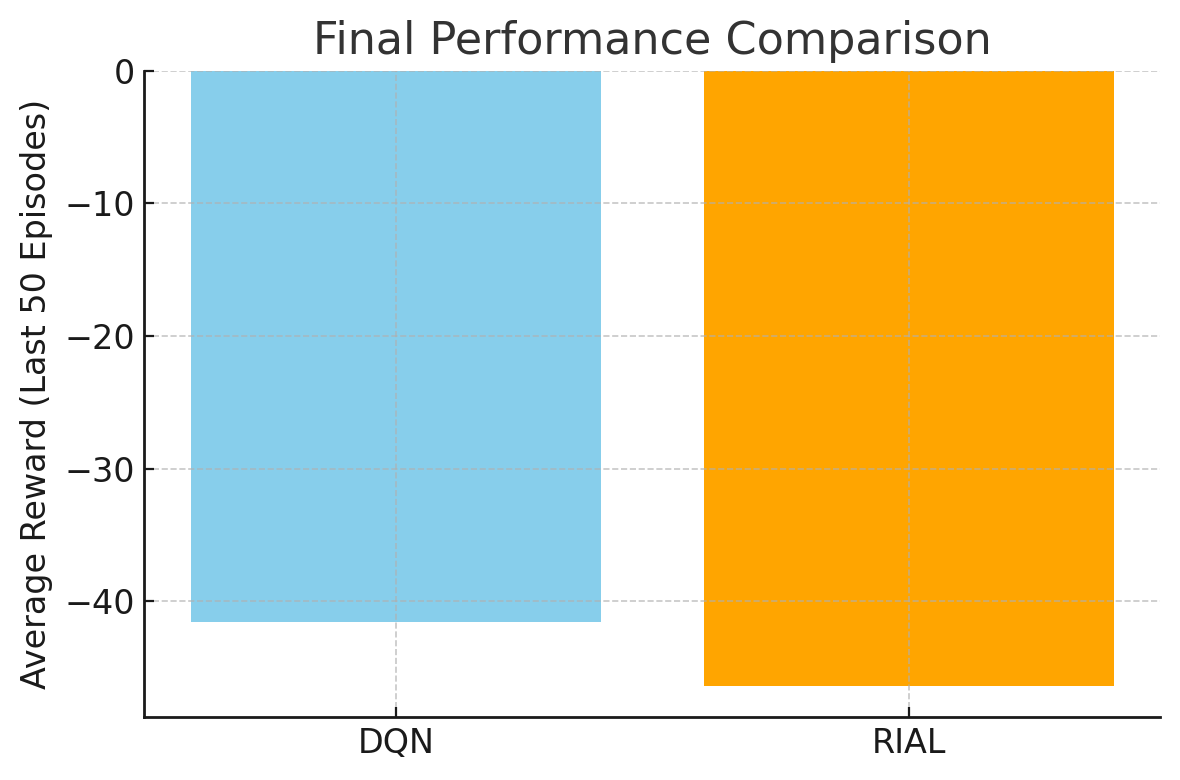 Final Performance Comparison
Average Reward (Last 50 Episodes)
0
−10
−20
−30
−40
DQN
RIAL